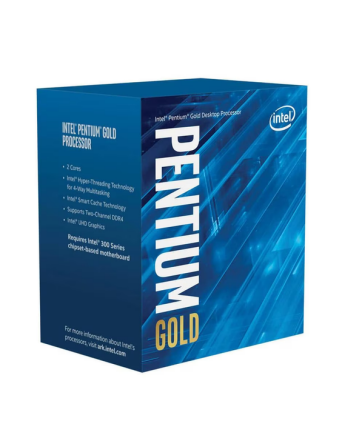 INTEL® PENTIUM® GOLD
PROCESSOR
• 2 Cores
• Intel® Hyper-Threading Technology
for 4-Way Multitasking
• Intel® Smart Cache Technology
• Supports Two-Channel DDR4
• Intel® UHD Graphics
Requires Intel® 300 Series
chipset-based motherboard
For more information about Intel's
processors, visit ark.intel.com
Intel® Pentium® Gold Desktop Processor
intel®
PENTIUM®
GOLD